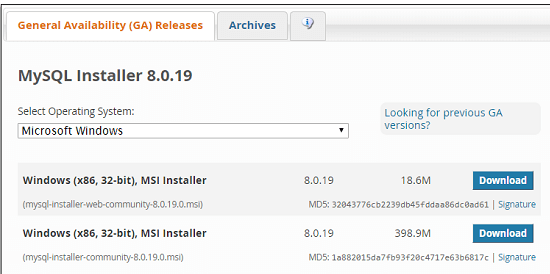 General Availability (GA) Releases
Archives
MySQL Installer 8.0.19
Select Operating System:
Microsoft Windows
Looking for previous GA
versions?
Windows (x86, 32-bit), MSI Installer 8.0.19 18.6M Download
(mysql-installer-web-community-8.0.19.0.msi) MD5: 32043776cb2239db45fddaa86dc0ad61 | Signature
Windows (x86, 32-bit), MSI Installer 8.0.19 398.9M Download
(mysql-installer-community-8.0.19.0.msi) MD5: 1a882015da7fb93f20c4717e63b6817c | Signature